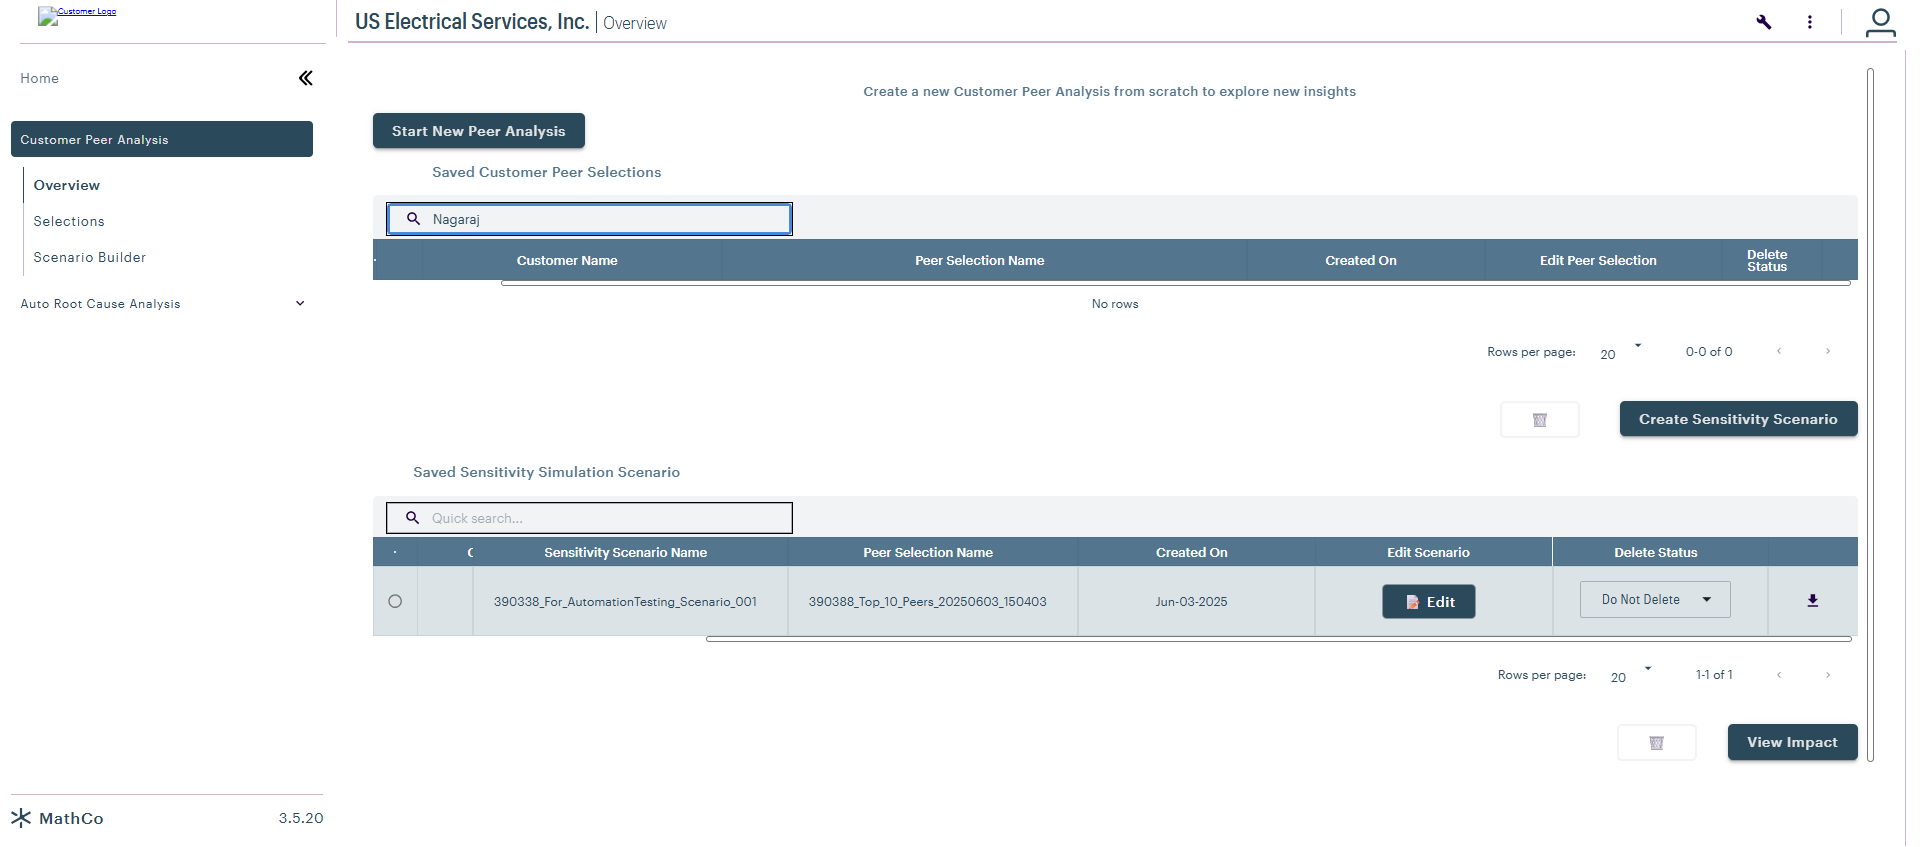 Customer Logo
US Electrical Services, Inc. | Overview
Home
Customer Peer Analysis
Overview
Selections
Scenario Builder
Auto Root Cause Analysis
Create a new Customer Peer Analysis from scratch to explore new insights
Start New Peer Analysis
Saved Customer Peer Selections
Nagaraj
Customer Name Peer Selection Name Created On Edit Peer Selection Delete Status
No rows
Rows per page: 20 0-0 of 0
Create Sensitivity Scenario
Saved Sensitivity Simulation Scenario
Quick search...
Sensitivity Scenario Name Peer Selection Name Created On Edit Scenario Delete Status
390338_For_AutomationTesting_Scenario_001 390388_Top_10_Peers_20250603_150403 Jun-03-2025 Edit Do Not Delete
Rows per page: 20 1-1 of 1
View Impact
MathCo 3.5.20